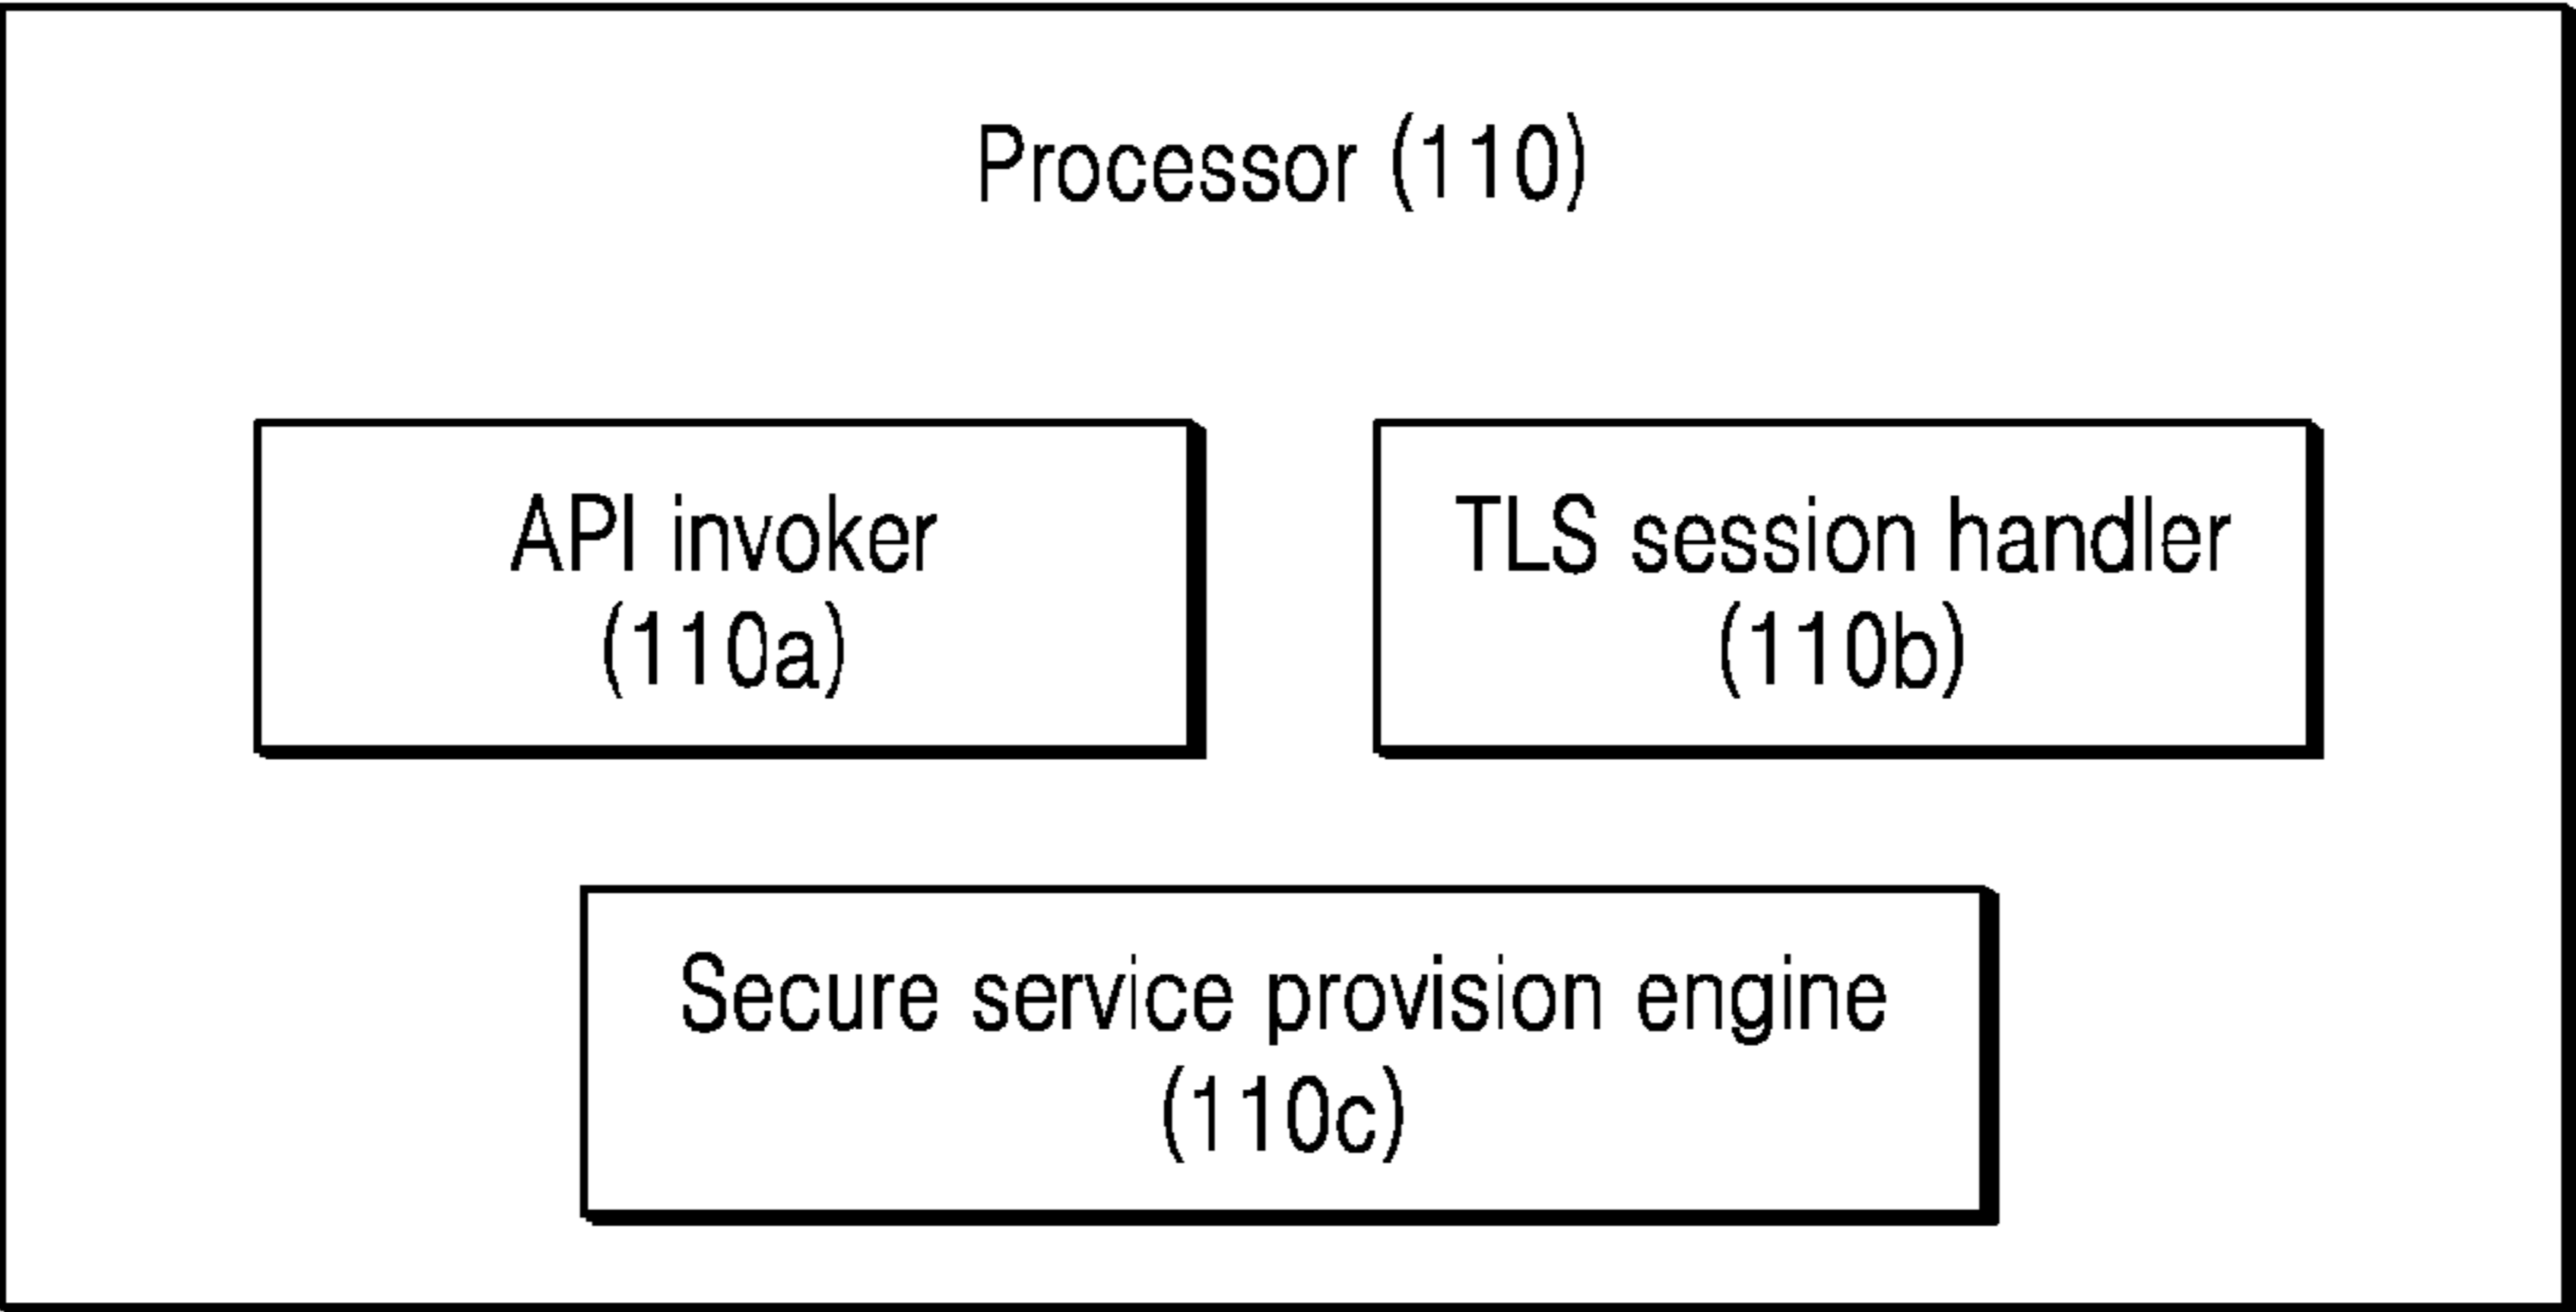 Processor (110)
API invoker
(110a)
TLS session handler
(110b)
Secure service provision engine
(110c)